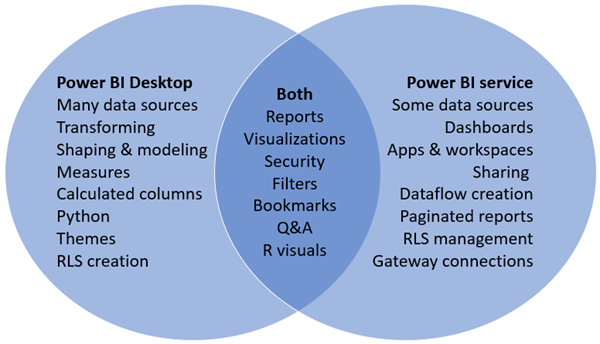 Power BI Desktop
Many data sources
Transforming
Shaping & modeling
Measures
Calculated columns
Python
Themes
RLS creation
Both
Reports
Visualizations
Security
Filters
Bookmarks
Q&A
R visuals
Power BI service
Some data sources
Dashboards
Apps & workspaces
Sharing
Dataflow creation
Paginated reports
RLS management
Gateway connections